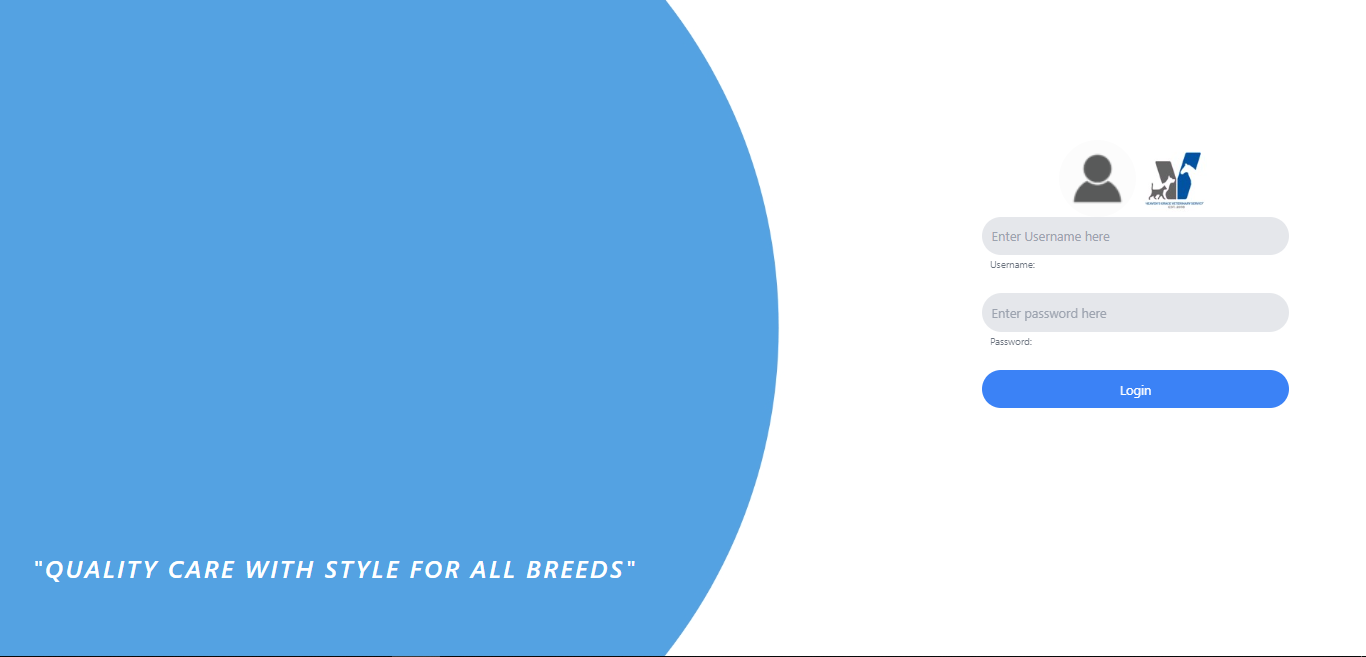 Enter Username here
Username:
Enter password here
Password:
Login
"QUALITY CARE WITH STYLE FOR ALL BREEDS"